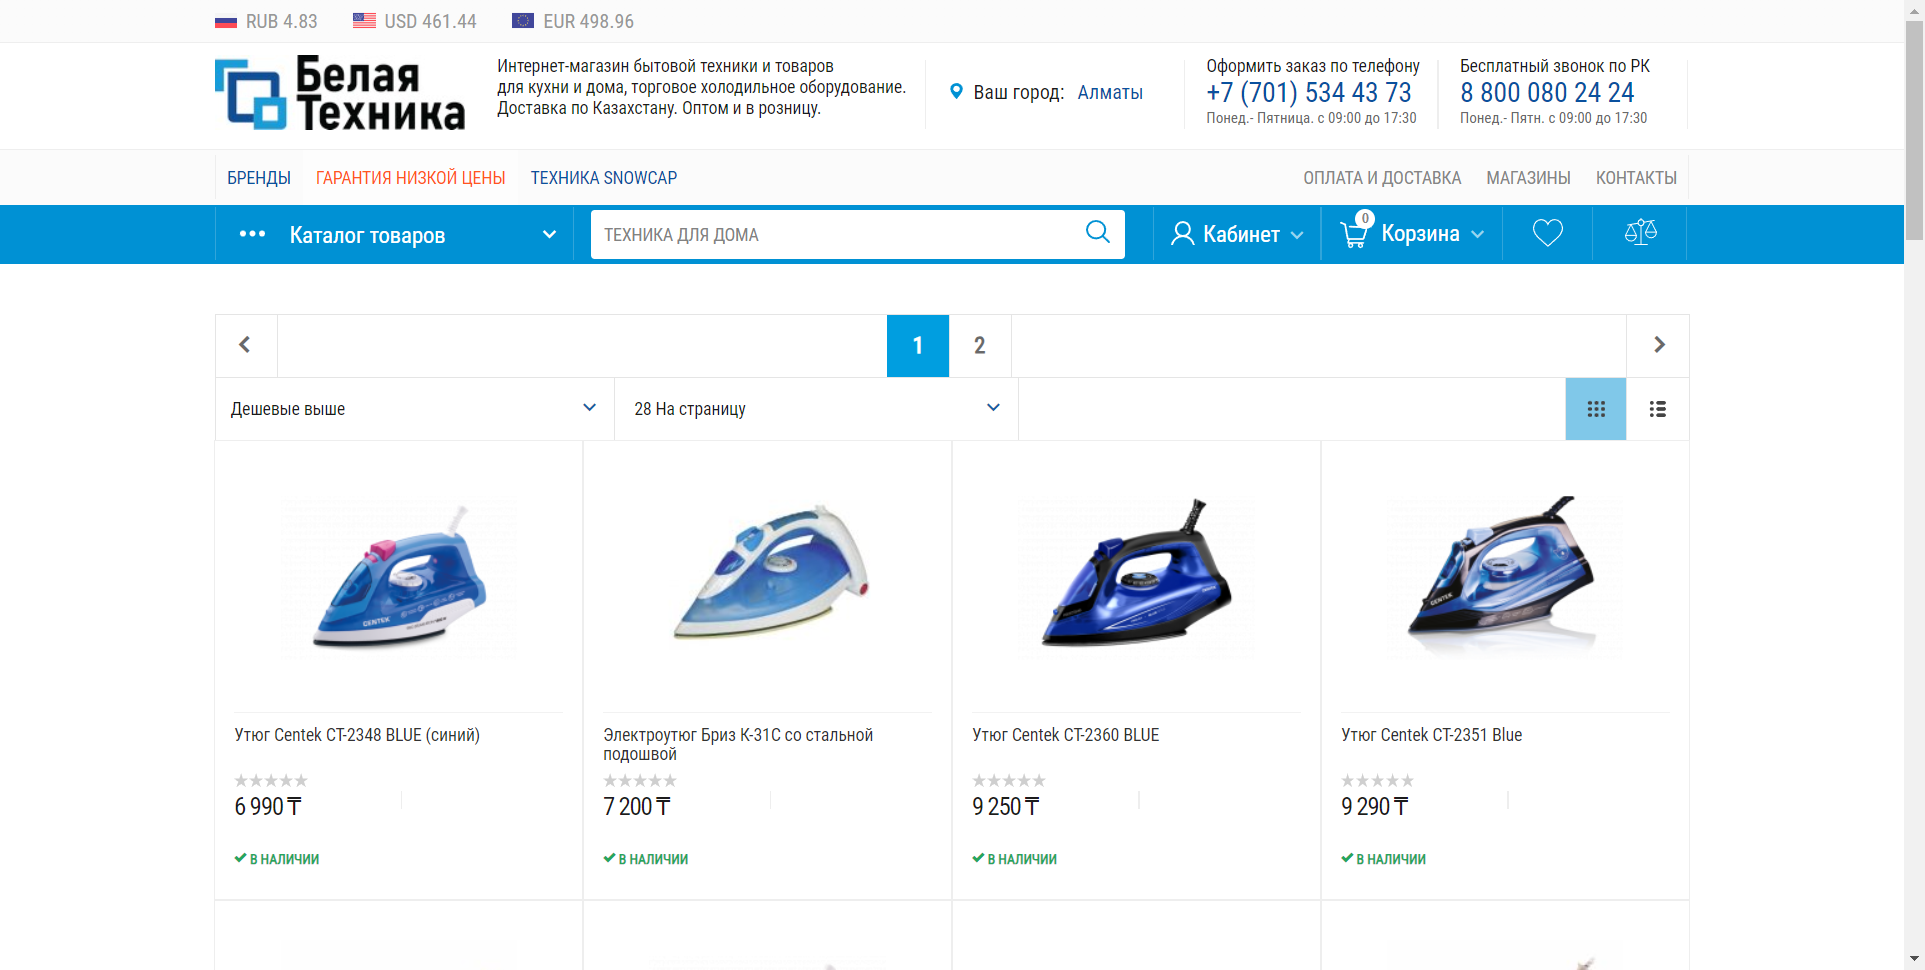 RUB 4.83 USD 461.44 EUR 498.96
Белая
Техника
Интернет-магазин бытовой техники и товаров
для кухни и дома, торговое холодильное оборудование.
Доставка по Казахстану. Оптом и в розницу.
Ваш город: Алматы
Оформить заказ по телефону
+7 (701) 534 43 73
Понед.- Пятница. с 09:00 до 17:30
Бесплатный звонок по РК
8 800 080 24 24
Понед.- Пятн. с 09:00 до 17:30
БРЕНДЫ ГАРАНТИЯ НИЗКОЙ ЦЕНЫ ТЕХНИКА SNOWCAP ОПЛАТА И ДОСТАВКА МАГАЗИНЫ КОНТАКТЫ
Каталог товаров ТЕХНИКА ДЛЯ ДОМА Кабинет 0 Корзина
1 2
Дешевые выше 28 На страницу
CENTEK
CENTEK
Утюг Centek CT-2348 BLUE (синий)
6 990 ₸
В НАЛИЧИИ
Электроутюг Бриз К-31С со стальной
подошвой
7 200 ₸
В НАЛИЧИИ
Утюг Centek CT-2360 BLUE
9 250 ₸
В НАЛИЧИИ
Утюг Centek CT-2351 Blue
9 290 ₸
В НАЛИЧИИ